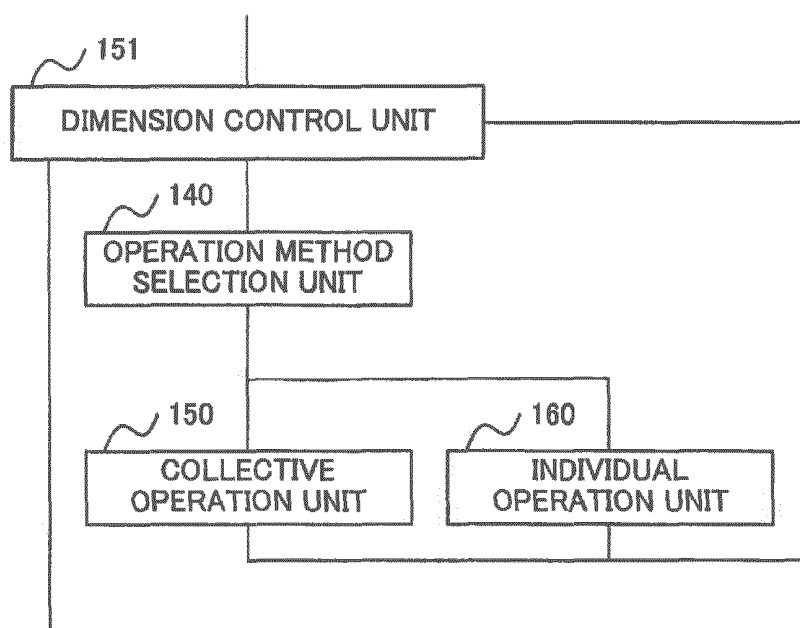 151
DIMENSION CONTROL UNIT
140
OPERATION METHOD
SELECTION UNIT
150
COLLECTIVE
OPERATION UNIT
160
INDIVIDUAL
OPERATION UNIT